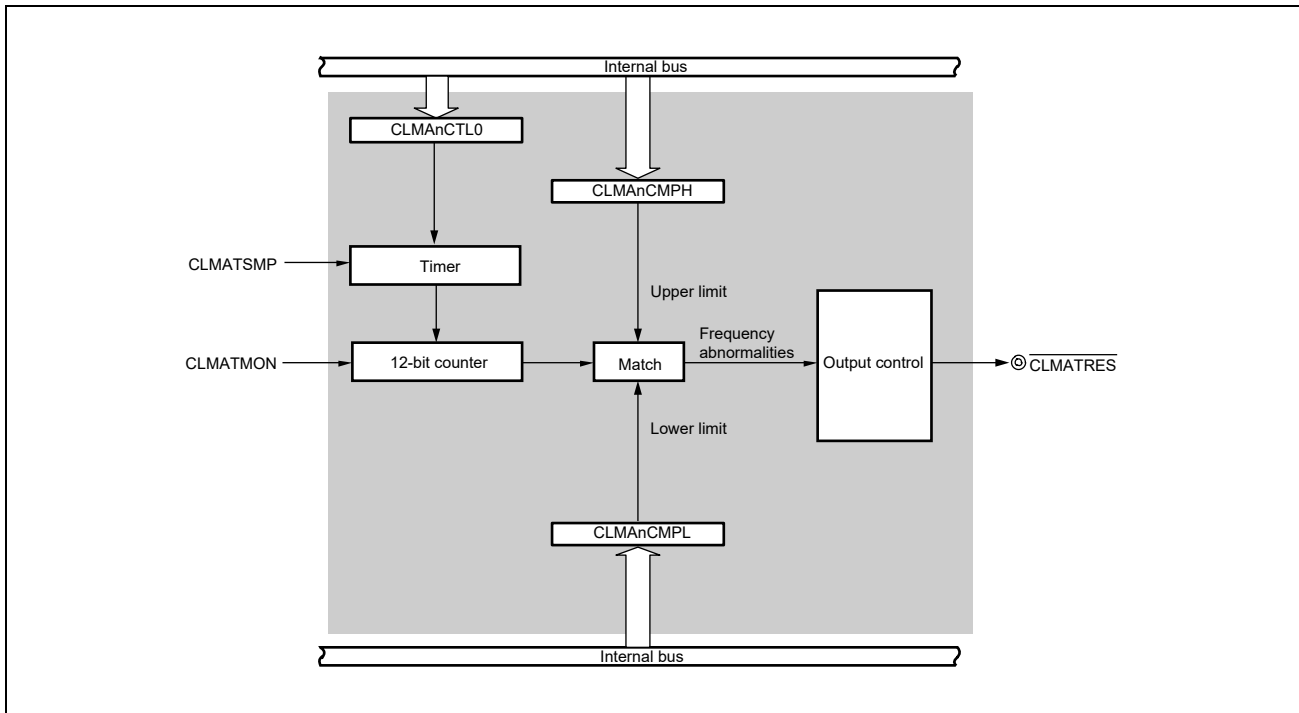 Internal bus
CLMAnCTL0
CLMAnCMPH
CLMATSMP
Timer
Upper limit
Frequency
abnormalities
CLMATMON
12-bit counter
Match
Output control
CLMATRES
Lower limit
CLMAnCMPL
Internal bus